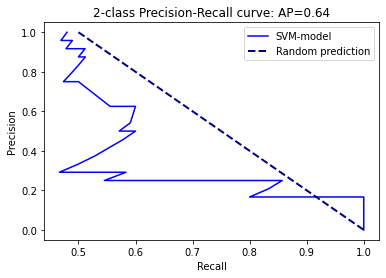 2-class Precision-Recall curve: AP=0.64
SVM-model
Random prediction
Precision
1.0
0.8
0.6
0.4
0.2
0.0
0.5 0.6 0.7 0.8 0.9 1.0
Recall